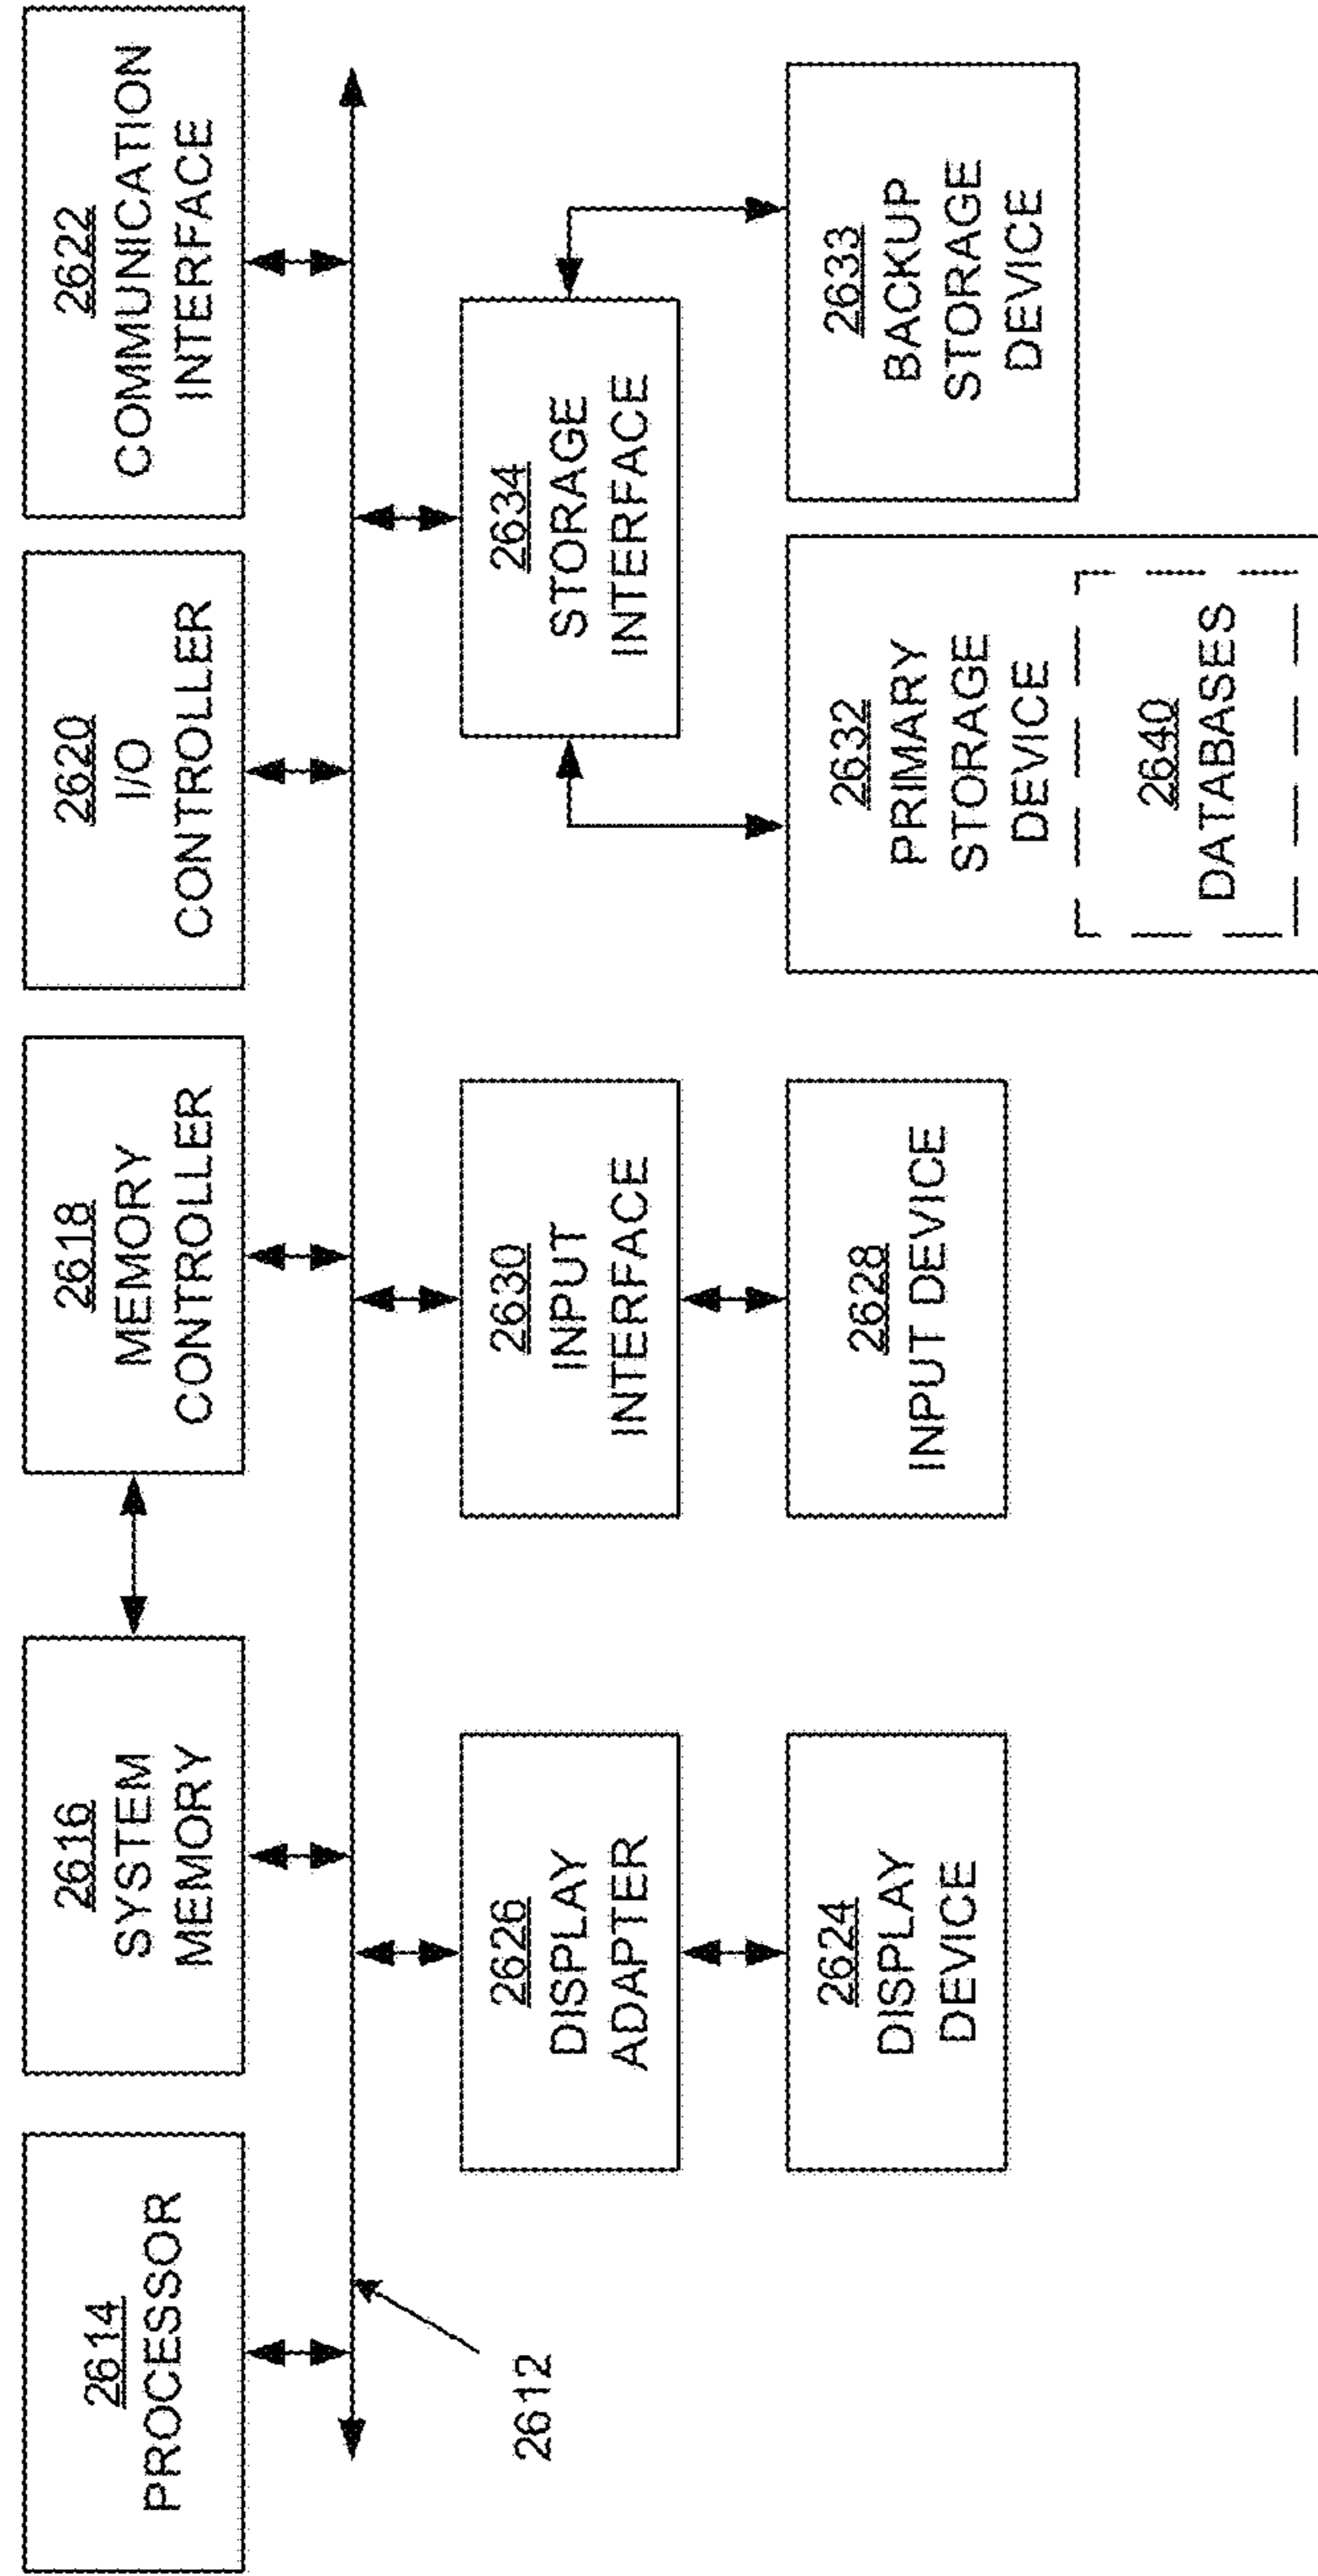 2614
PROCESSOR
2616
SYSTEM
MEMORY
2618
MEMORY
CONTROLLER
2620
I/O
CONTROLLER
2622
COMMUNICATION
INTERFACE
2612
2626
DISPLAY
ADAPTER
2630
INPUT
INTERFACE
2634
STORAGE
INTERFACE
2624
DISPLAY
DEVICE
2628
INPUT DEVICE
2632
PRIMARY
STORAGE
DEVICE
2640
DATABASES
2633
BACKUP
STORAGE
DEVICE